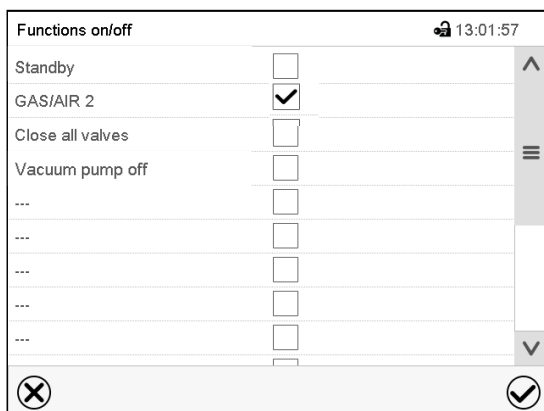 Functions on/off 13:01:57
Standby
GAS/AIR 2
Close all valves
Vacuum pump off
---
---
---
---
---